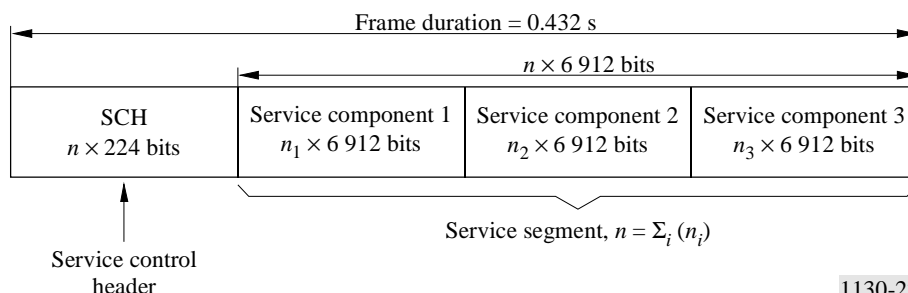 Frame duration = 0.432 s
n × 6 912 bits
SCH
n × 224 bits
Service component 1
n₁ × 6 912 bits
Service component 2
n₂ × 6 912 bits
Service component 3
n₃ × 6 912 bits
Service segment, n = Σᵢ (nᵢ)
Service control
header
1130-2